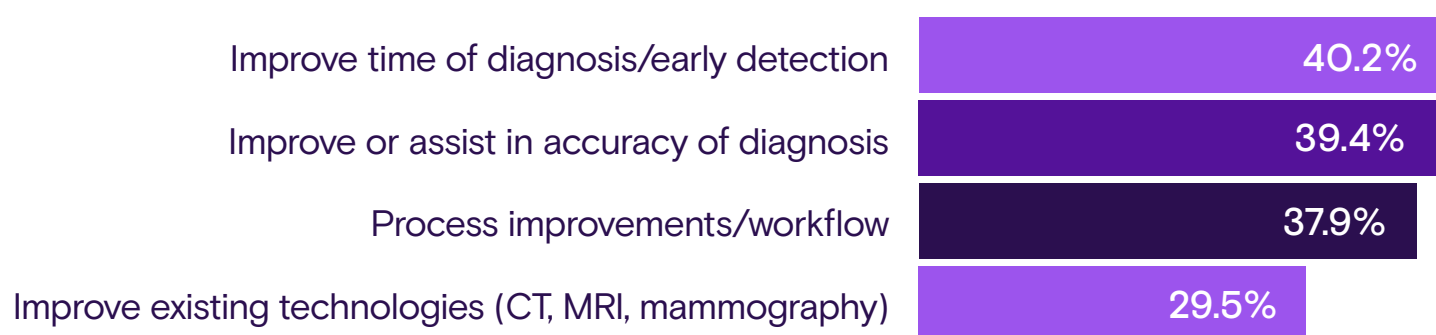 Improve time of diagnosis/early detection 40.2%
Improve or assist in accuracy of diagnosis 39.4%
Process improvements/workflow 37.9%
Improve existing technologies (CT, MRI, mammography) 29.5%